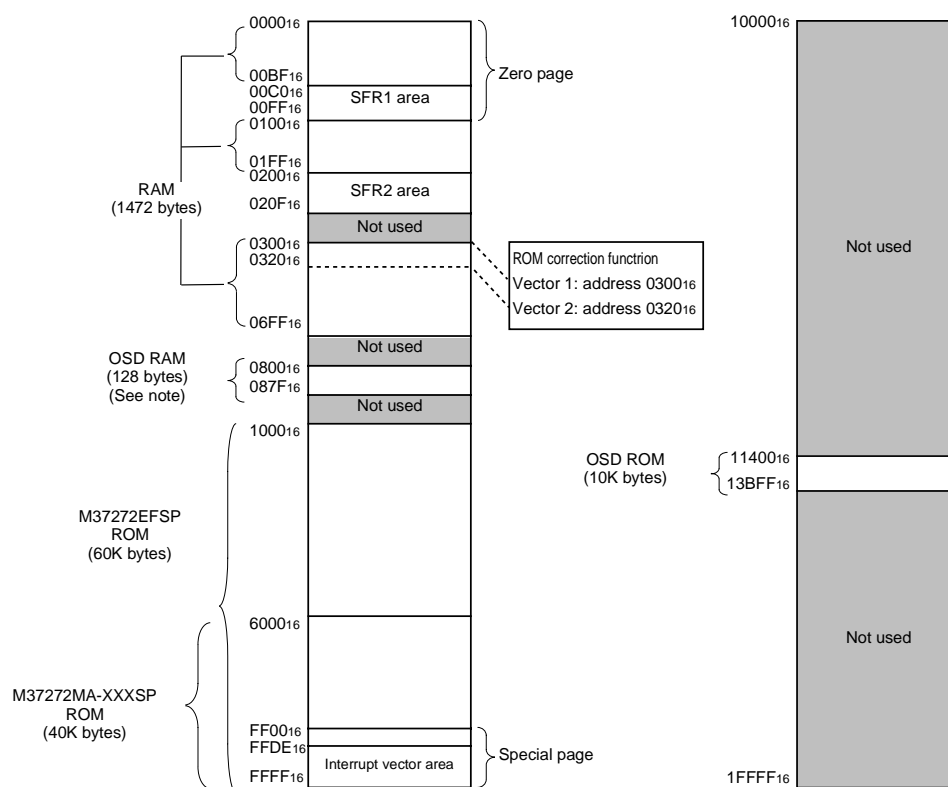 0000₁₆
00BF₁₆
00C0₁₆
00FF₁₆
0100₁₆
01FF₁₆
0200₁₆
020F₁₆
0300₁₆
0320₁₆
06FF₁₆
0800₁₆
087F₁₆
1000₁₆
6000₁₆
FF00₁₆
FFDE₁₆
FFFF₁₆
RAM
(1472 bytes)
OSD RAM
(128 bytes)
(See note)
M37272EFSP
ROM
(60K bytes)
M37272MA-XXXSP
ROM
(40K bytes)
SFR1 area
SFR2 area
Not used
Not used
Not used
Interrupt vector area
Zero page
ROM correction function
Vector 1: address 0300₁₆
Vector 2: address 0320₁₆
Special page
10000₁₆
Not used
OSD ROM
(10K bytes)
11400₁₆
13BFF₁₆
Not used
1FFFF₁₆